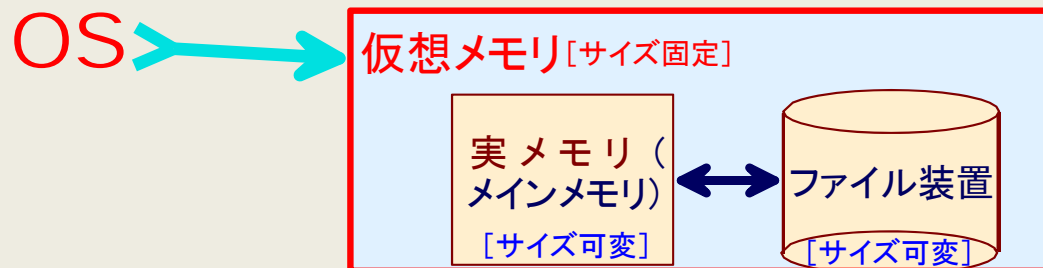 OS
仮想メモリ[サイズ固定]
実メモリ(
メインメモリ)
[サイズ可変]
ファイル装置
[サイズ可変]